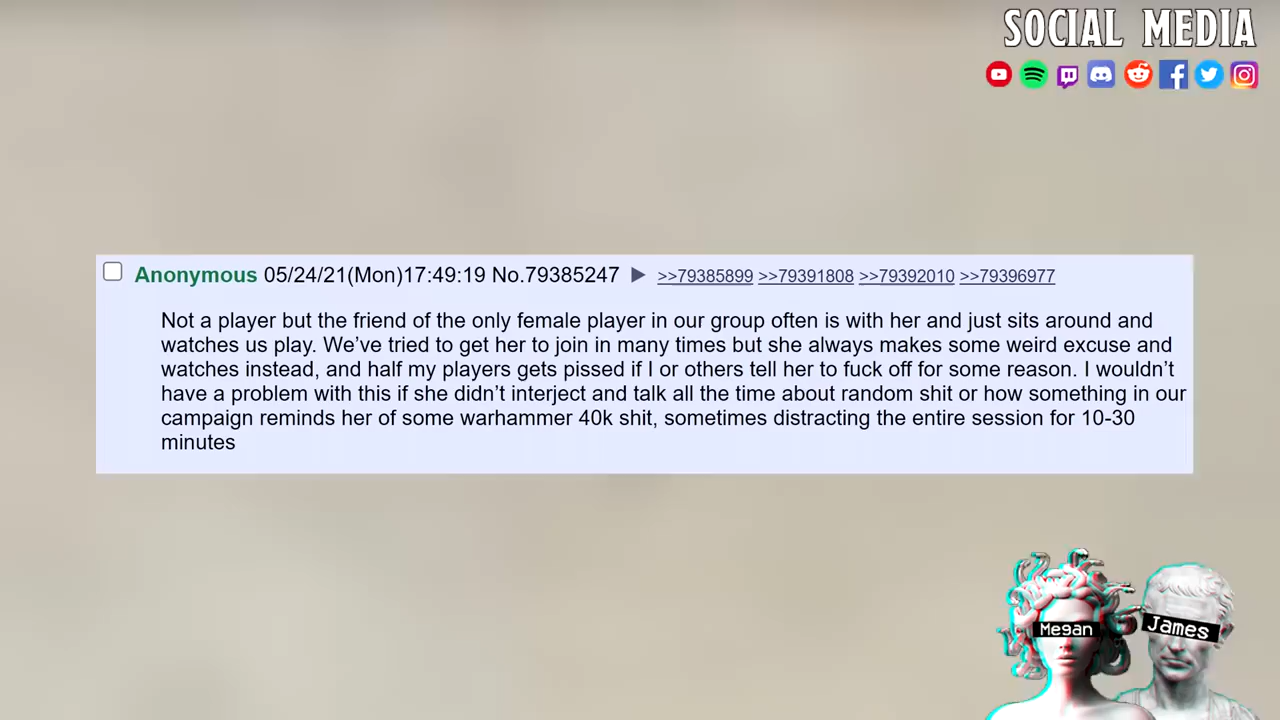 SOCIAL MEDIA
Anonymous 05/24/21(Mon)17:49:19 No.79385247 ▶ >>79385899 >>79391808 >>79392010 >>79396977
Not a player but the friend of the only female player in our group often is with her and just sits around and
watches us play. We’ve tried to get her to join in many times but she always makes some weird excuse and
watches instead, and half my players gets pissed if I or others tell her to fuck off for some reason. I wouldn’t
have a problem with this if she didn’t interject and talk all the time about random shit or how something in our
campaign reminds her of some warhammer 40k shit, sometimes distracting the entire session for 10-30
minutes
Megan
James